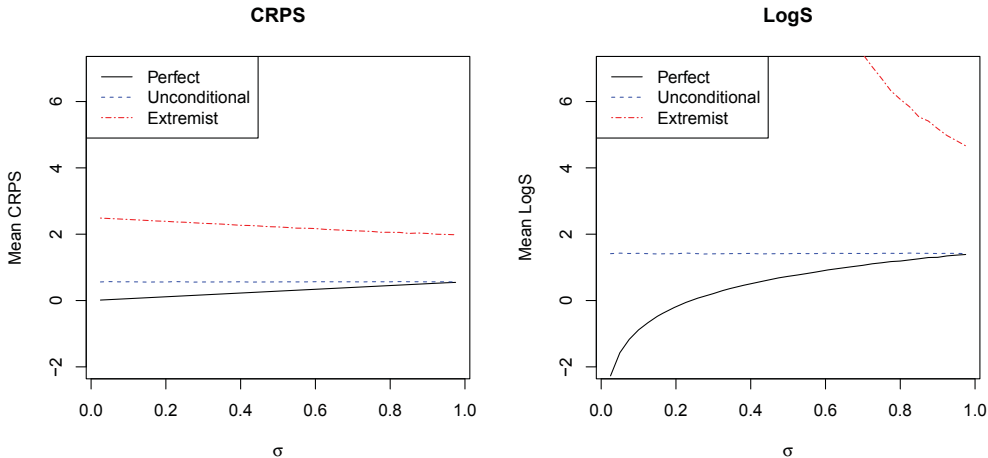 CRPS
Perfect
Unconditional
Extremist
Mean CRPS
6
4
2
0
−2
0.0 0.2 0.4 0.6 0.8 1.0
σ
LogS
Perfect
Unconditional
Extremist
Mean LogS
6
4
2
0
−2
0.0 0.2 0.4 0.6 0.8 1.0
σ